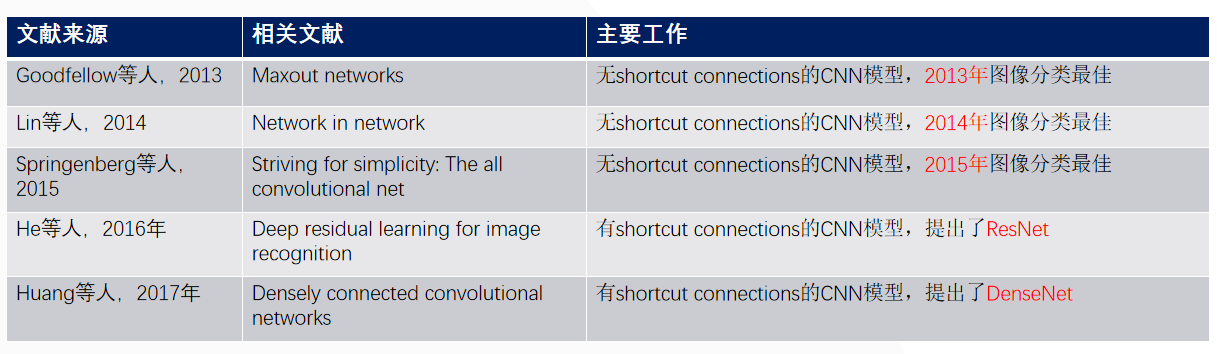 文献来源 相关文献 主要工作
Goodfellow等人，2013 Maxout networks 无shortcut connections的CNN模型，2013年图像分类最佳
Lin等人，2014 Network in network 无shortcut connections的CNN模型，2014年图像分类最佳
Springenberg等人， Striving for simplicity: The all 无shortcut connections的CNN模型，2015年图像分类最佳
2015 convolutional net
He等人，2016年 Deep residual learning for image 有shortcut connections的CNN模型，提出了ResNet
recognition
Huang等人，2017年 Densely connected convolutional 有shortcut connections的CNN模型，提出了DenseNet
networks